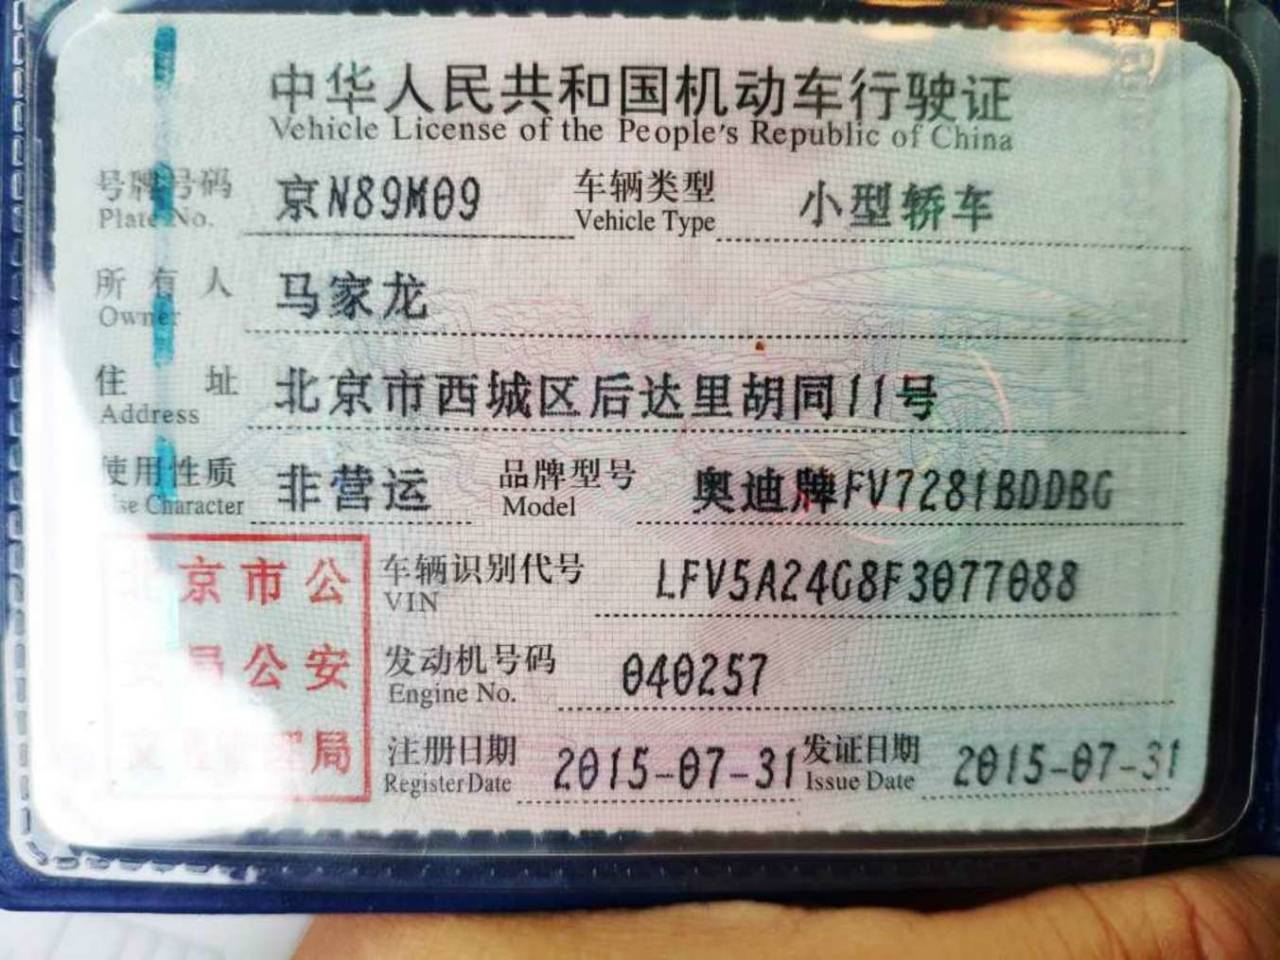 中华人民共和国机动车行驶证
Vehicle License of the People's Republic of China
号牌号码 京N89M09 车辆类型 小型轿车
Plate No. Vehicle Type
所有人 马家龙
Owner
住址 北京市西城区后达里胡同11号
Address
使用性质 非营运 品牌型号 奥迪牌FV7281BDDBG
Use Character Model
京市公 车辆识别代号 LFV5A24G8F3077088
VIN
局公安 发动机号码 040257
Engine No.
理局 注册日期 2015-07-31 发证日期 2015-07-31
Register Date Issue Date